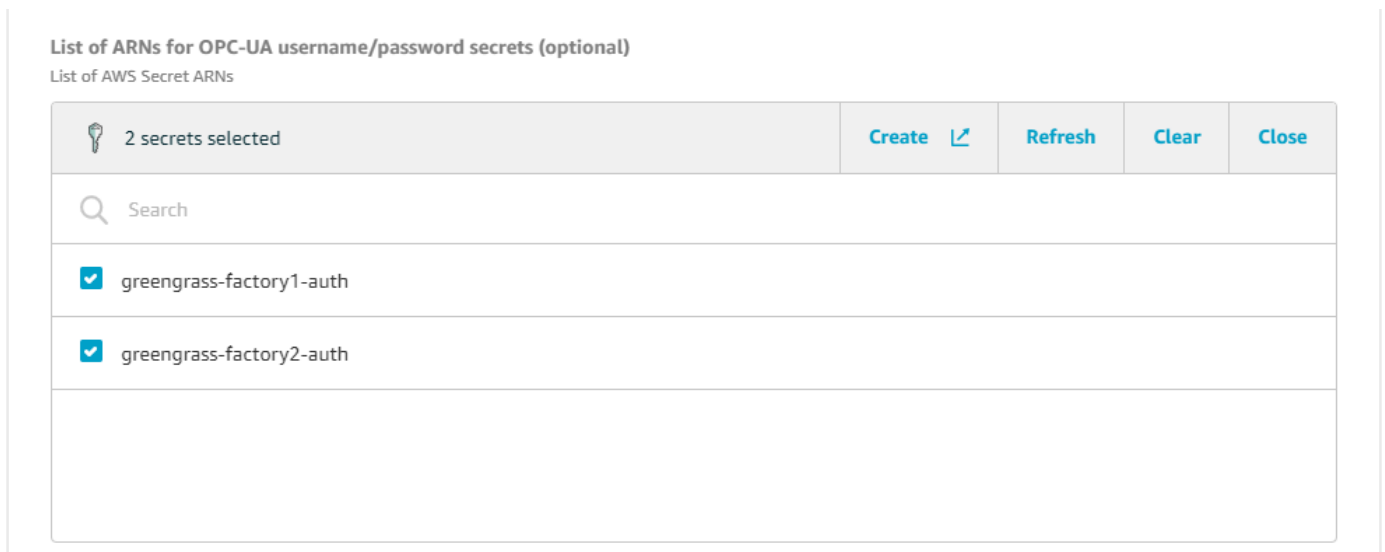 List of ARNs for OPC-UA username/password secrets (optional)
List of AWS Secret ARNs
2 secrets selected Create Refresh Clear Close
Search
greengrass-factory1-auth
greengrass-factory2-auth